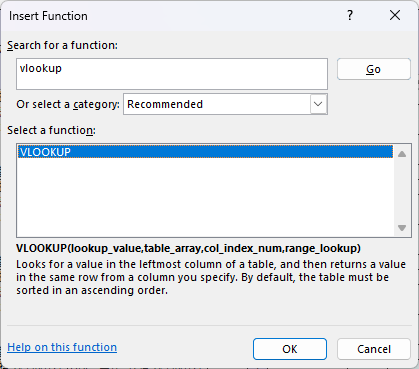 Insert Function
?
Search for a function:
vlookup
Go
Or select a category: Recommended
Select a function:
VLOOKUP
VLOOKUP(lookup_value,table_array,col_index_num,range_lookup)
Looks for a value in the leftmost column of a table, and then returns a value
in the same row from a column you specify. By default, the table must be
sorted in an ascending order.
Help on this function
OK
Cancel